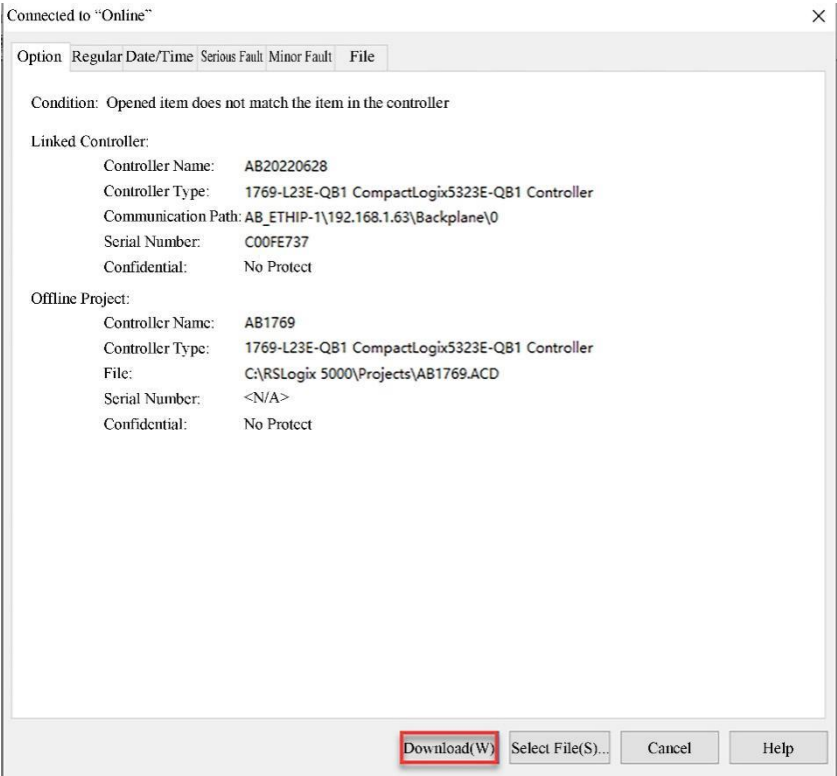 Connected to “Online”
Option Regular Date/Time Serious Fault Minor Fault File
Condition: Opened item does not match the item in the controller
Linked Controller:
Controller Name: AB20220628
Controller Type: 1769-L23E-QB1 CompactLogix5323E-QB1 Controller
Communication Path: AB_ETHIP-1\192.168.1.63\Backplane\0
Serial Number: C00FE737
Confidential: No Protect
Offline Project:
Controller Name: AB1769
Controller Type: 1769-L23E-QB1 CompactLogix5323E-QB1 Controller
File: C:\RSLogix 5000\Projects\AB1769.ACD
Serial Number: <N/A>
Confidential: No Protect
Download(W) Select File(S)... Cancel Help